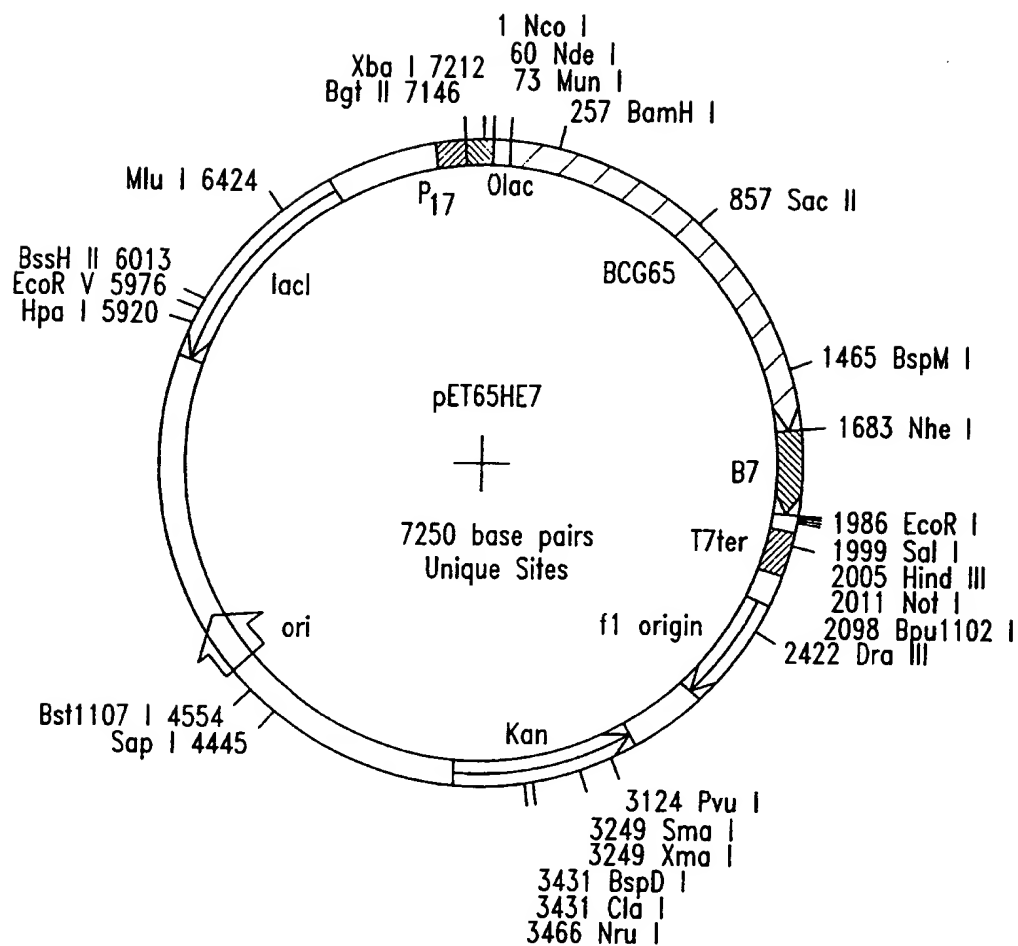 1 Nco I
60 Nde I
73 Mun I
257 BamH I
Xba I 7212
Bgt II 7146
Mlu I 6424
P17
Olac
857 Sac II
BssH II 6013
EcoR V 5976
Hpa I 5920
lacI
BCG65
1465 BspM I
pET65HE7
1683 Nhe I
B7
7250 base pairs
Unique Sites
T7ter
1986 EcoR I
1999 Sal I
2005 Hind III
2011 Not I
2098 Bpu1102 I
2422 Dra III
f1 origin
ori
Bst1107 I 4554
Sap I 4445
Kan
3124 Pvu I
3249 Sma I
3249 Xma I
3431 BspD I
3431 Cla I
3466 Nru I